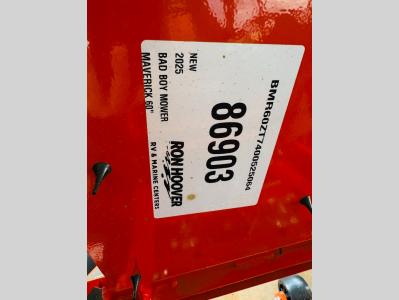 BMR60ZT7400525064
86903
NEW
2025
BAD BOY MOWER
MAVERICK 60"
RON HOOVER
RV & MARINE CENTERS